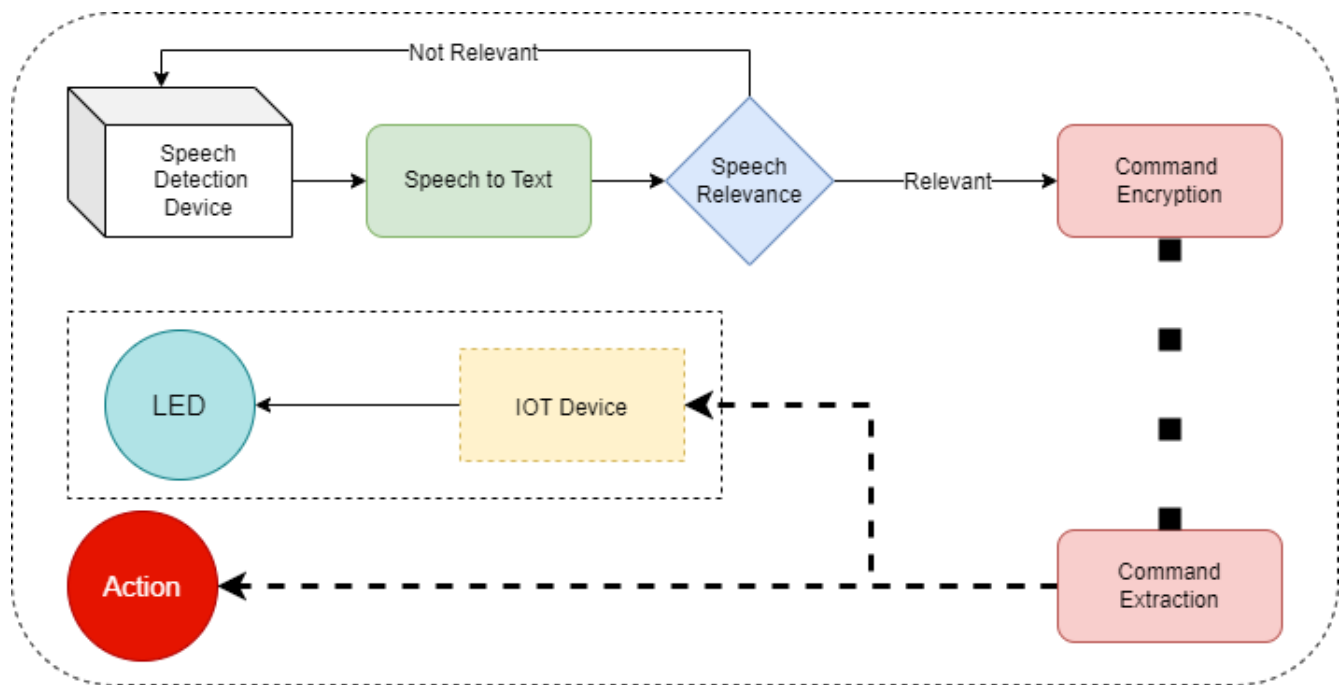 Not Relevant
Speech
Detection
Device
Speech to Text
Speech
Relevance
Relevant
Command
Encryption
LED
IOT Device
Action
Command
Extraction